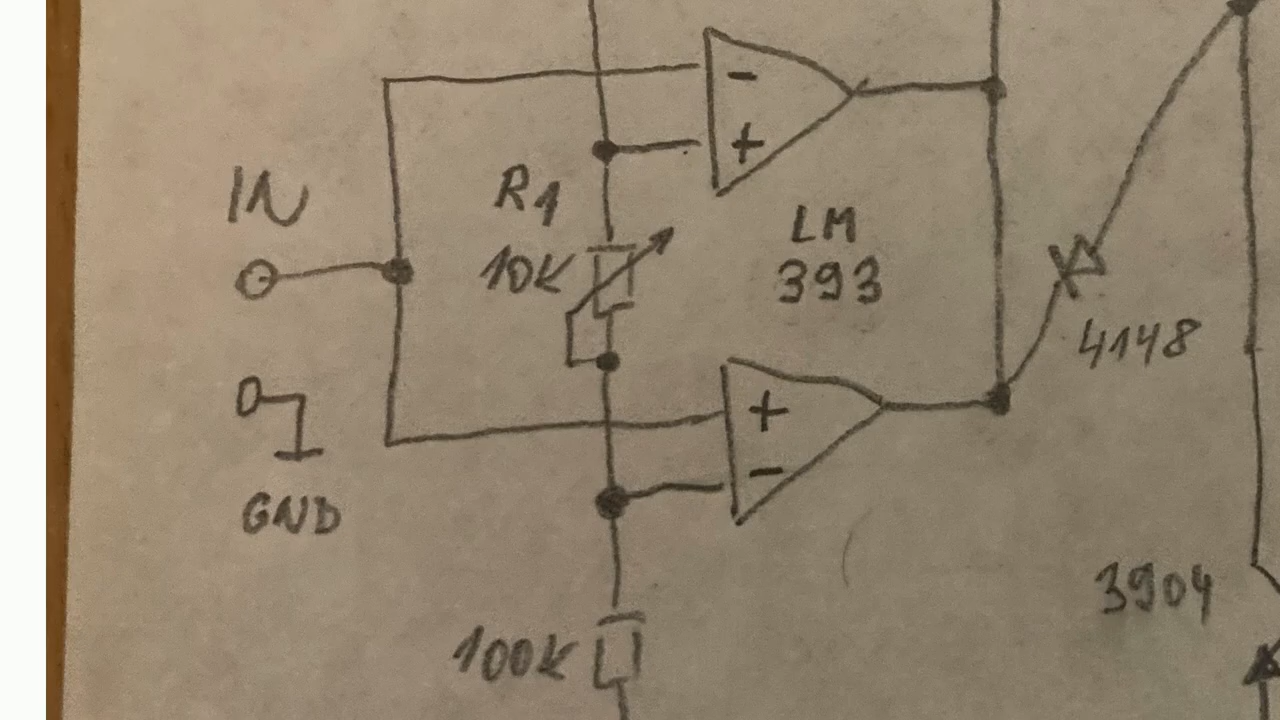 IN
R1
10K
-
+
LM
393
4148
+
-
GND
3904
100K